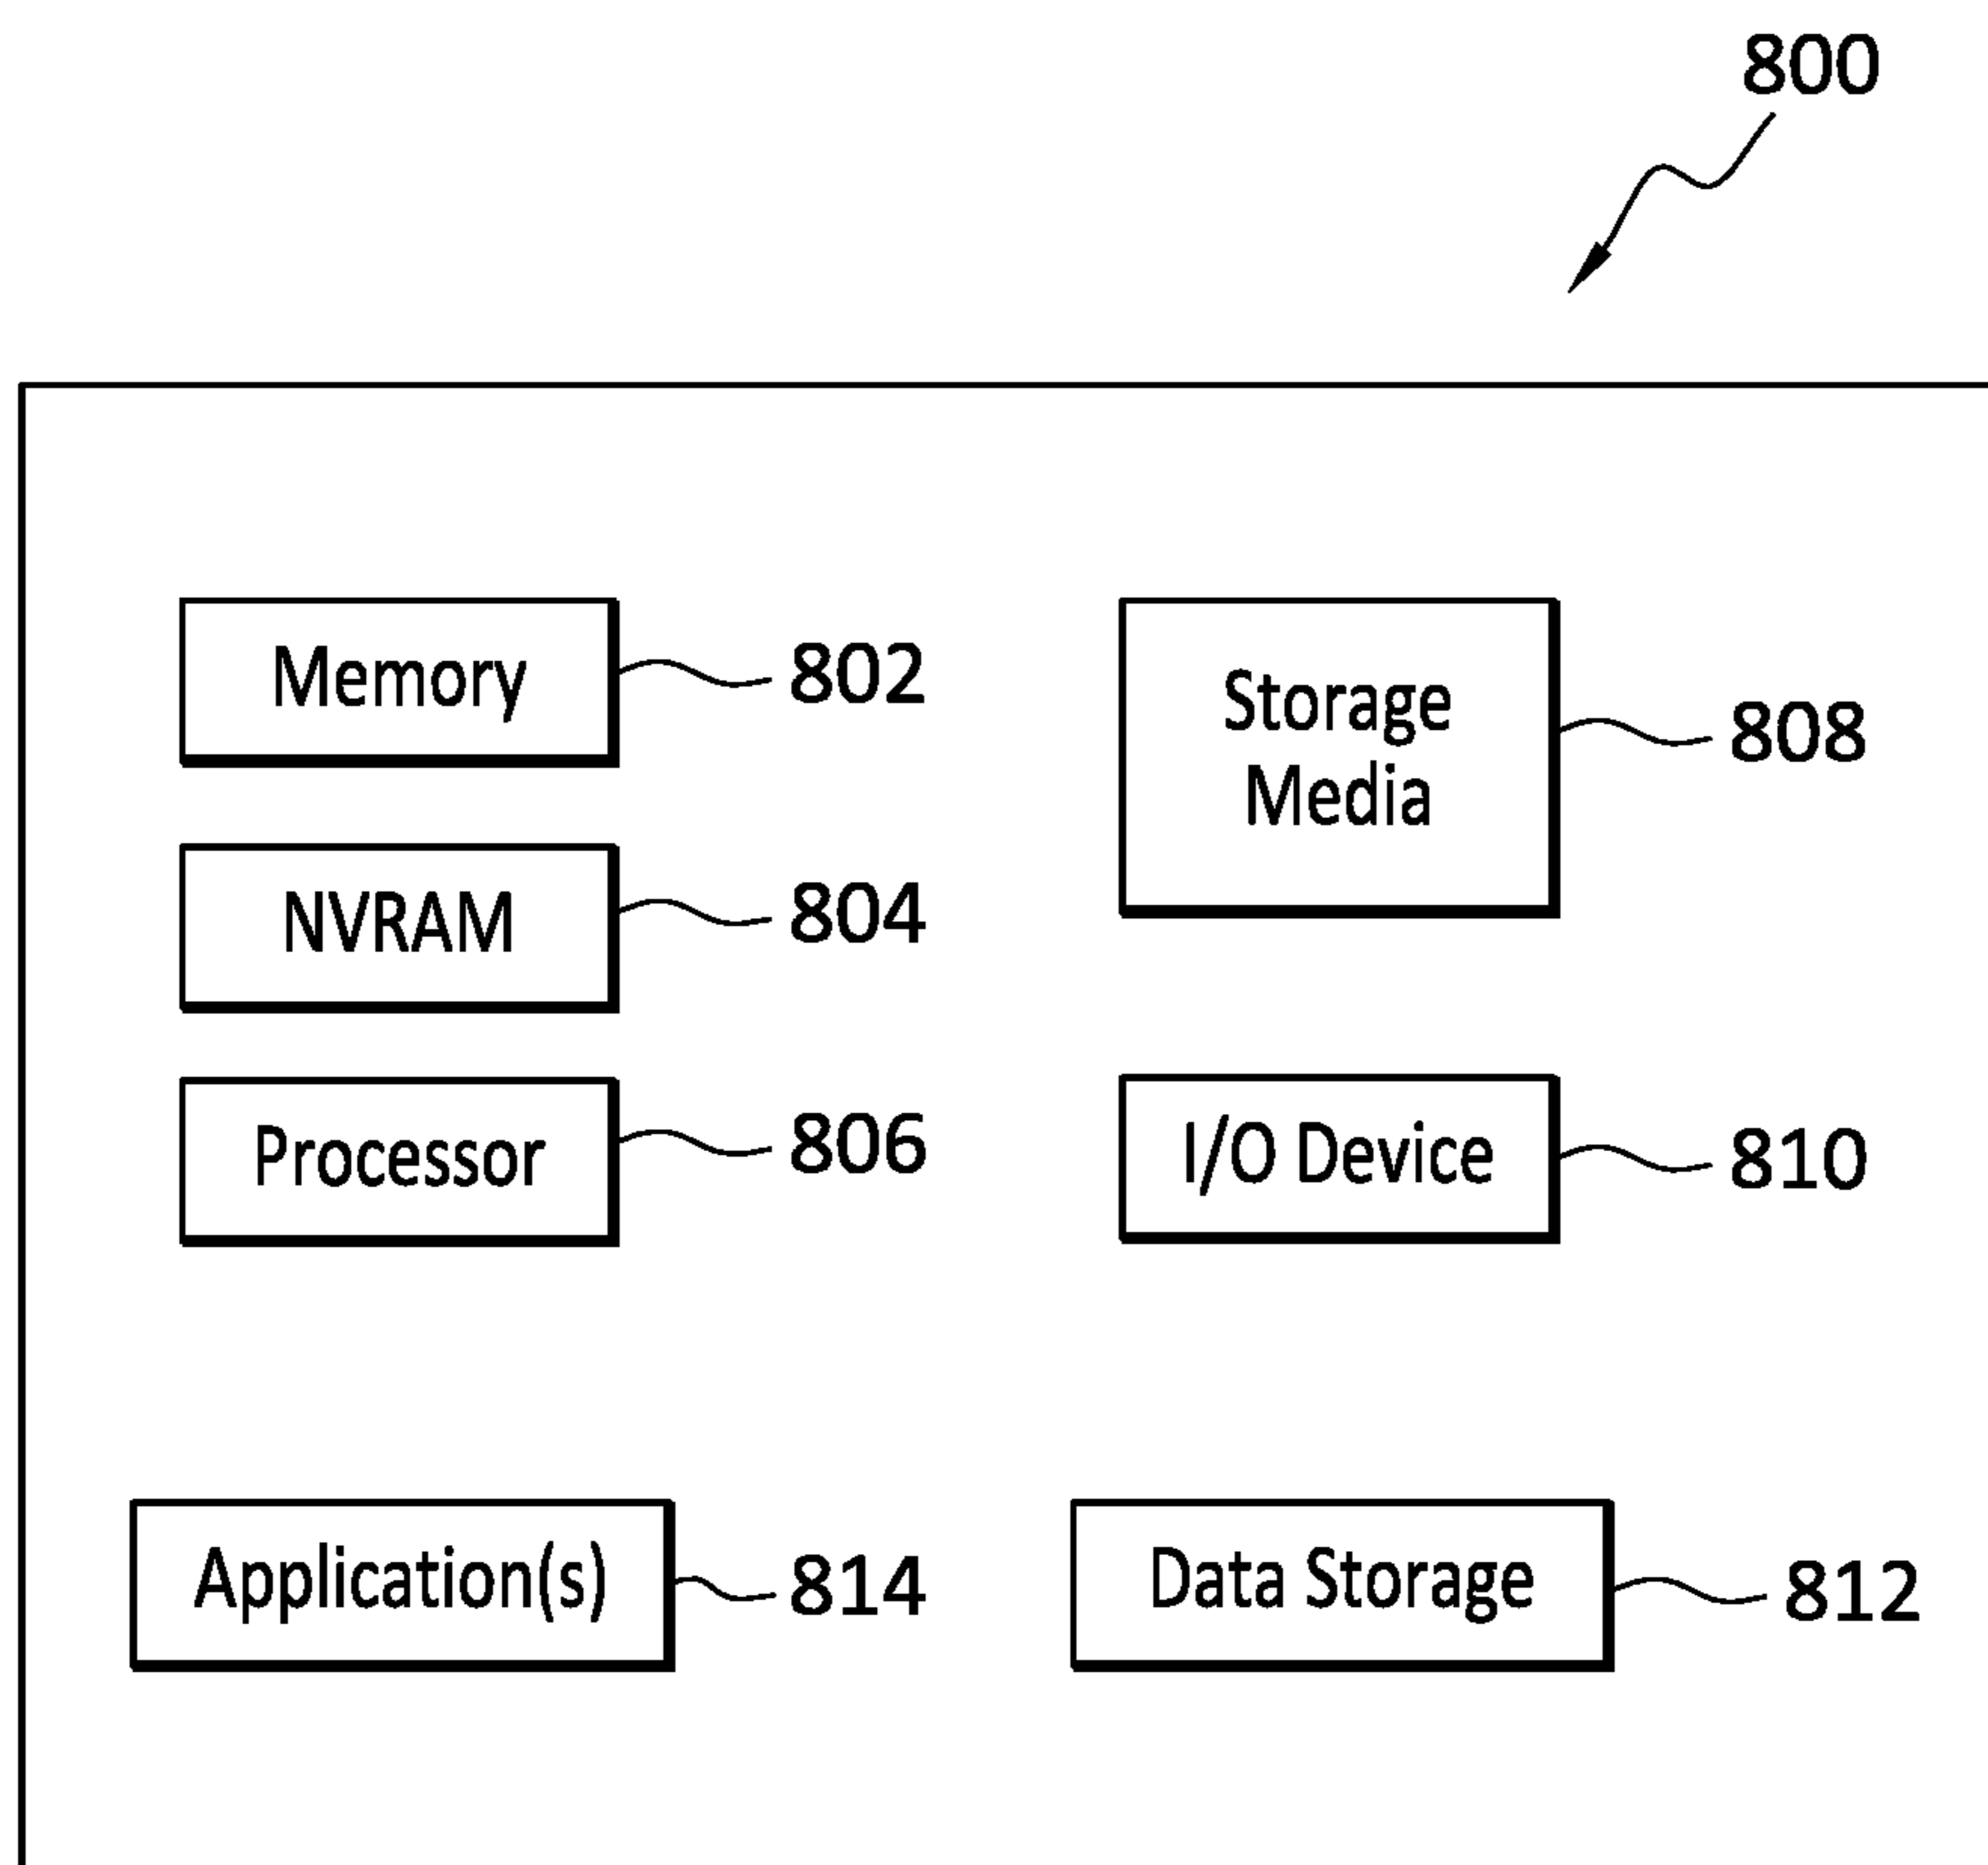 800
Memory
802
NVRAM
804
Processor
806
Storage
Media
808
I/O Device
810
Application(s)
814
Data Storage
812